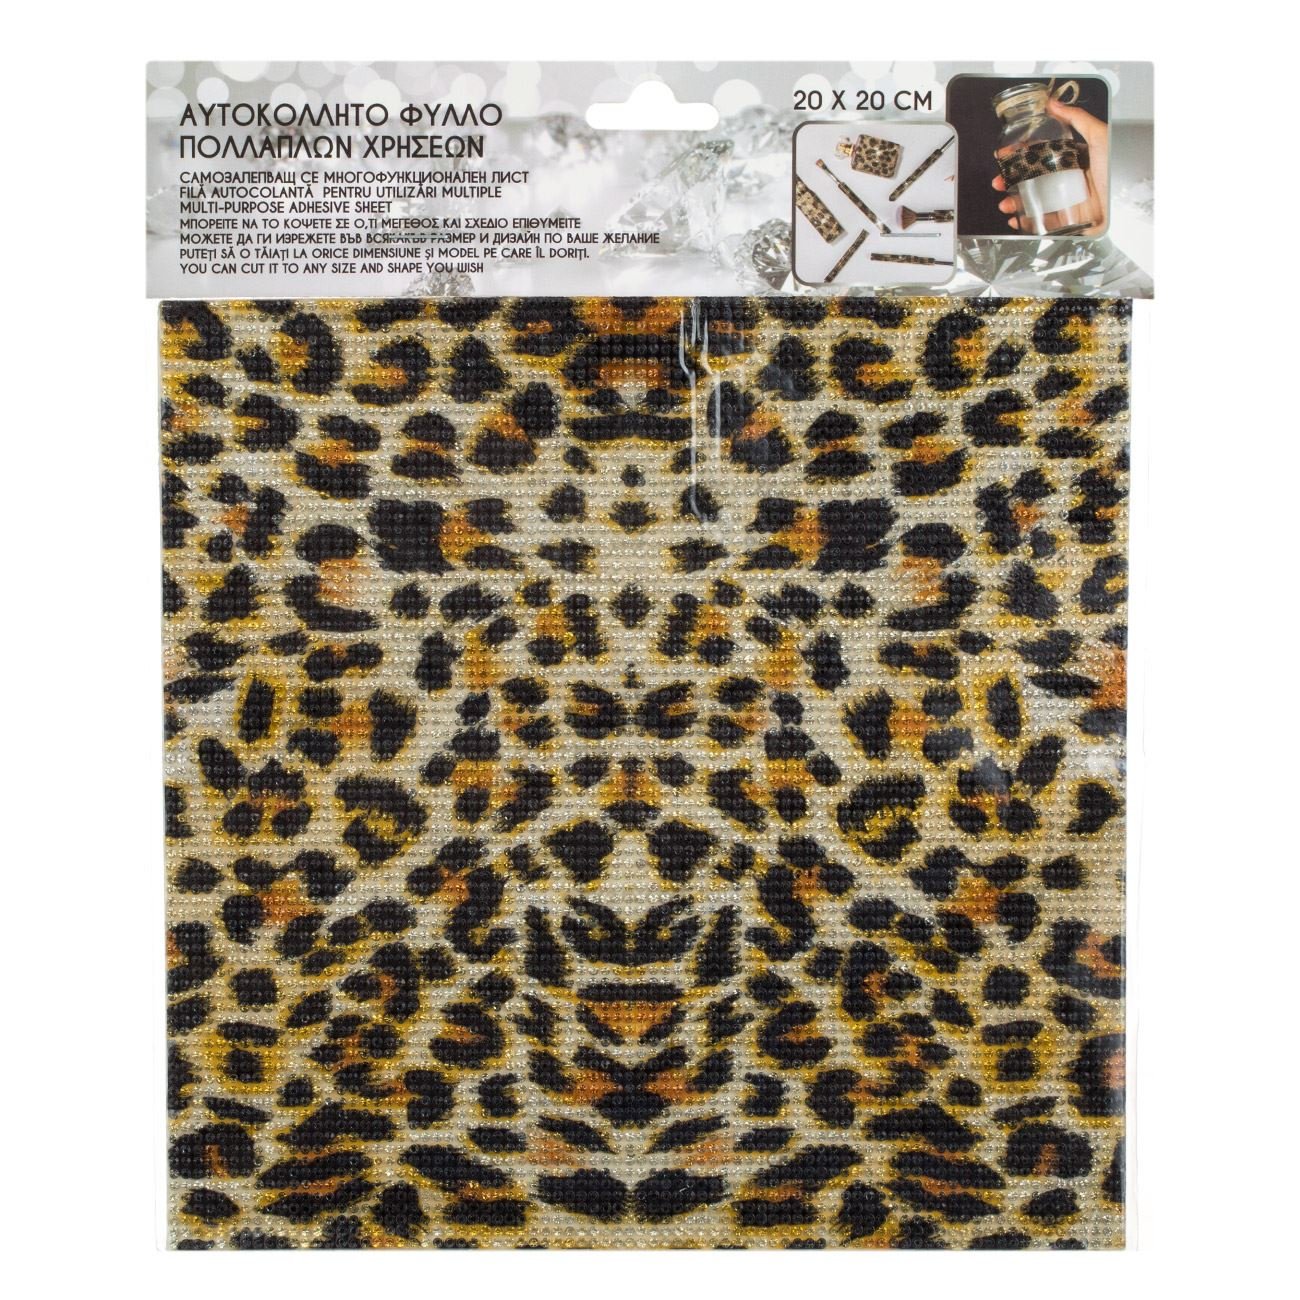 ΑΥΤΟΚΟΛΛΗΤΟ ΦΥΛΛΟ
ΠΟΛΛΑΠΛΩΝ ΧΡΗΣΕΩΝ
САМОЗАЛЕПВАЩ СЕ МНОГОФУНКЦИОНАЛЕН ЛИСТ
FILĂ AUTOCOLANTĂ PENTRU UTILIZĂRI MULTIPLE
MULTI-PURPOSE ADHESIVE SHEET
ΜΠΟΡΕΙΤΕ ΝΑ ΤΟ ΚΟΨΕΤΕ ΣΕ Ο,ΤΙ ΜΕΓΕΘΟΣ ΚΑΙ ΣΧΕΔΙΟ ΕΠΙΘΥΜΕΙΤΕ
МОЖЕТЕ ДА ГИ ИЗРЕЖЕТЕ ВЪВ ВСЯКАКЪВ РАЗМЕР И ДИЗАЙН ПО ВАШЕ ЖЕЛАНИЕ
PUTEȚI SĂ O TĂIAȚI LA ORICE DIMENSIUNE ȘI MODEL PE CARE ÎL DORIȚI.
YOU CAN CUT IT TO ANY SIZE AND SHAPE YOU WISH
20 X 20 CM